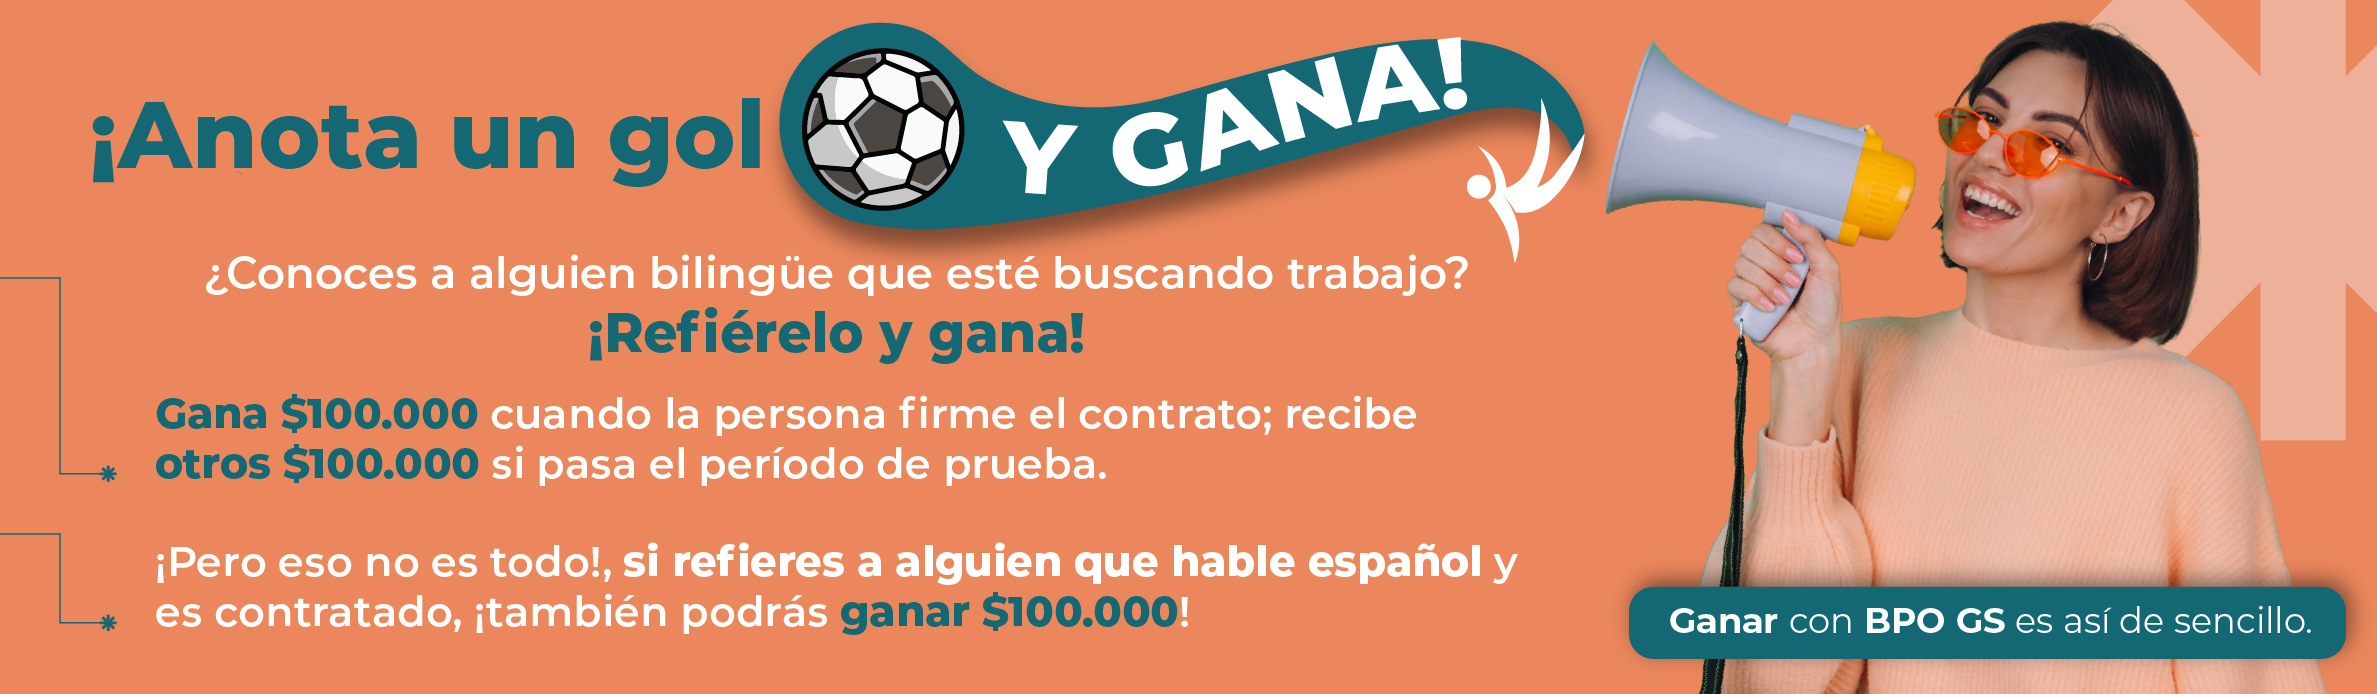 ¡Anota un gol Y GANA!
¿Conoces a alguien bilingüe que esté buscando trabajo?
¡Refiérelo y gana!
Gana $100.000 cuando la persona firme el contrato; recibe
otros $100.000 si pasa el período de prueba.
¡Pero eso no es todo!, si refieres a alguien que hable español y
es contratado, ¡también podrás ganar $100.000!
Ganar con BPO GS es así de sencillo.